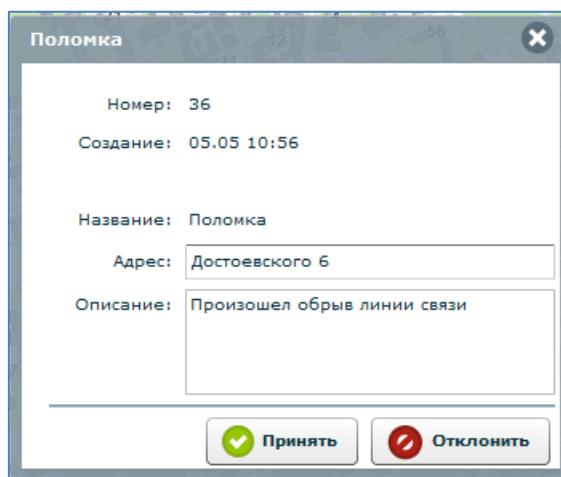 Поломка
Номер: 36
Создание: 05.05 10:56
Название: Поломка
Адрес: Достоевского 6
Описание: Произошел обрыв линии связи
Принять Отклонить